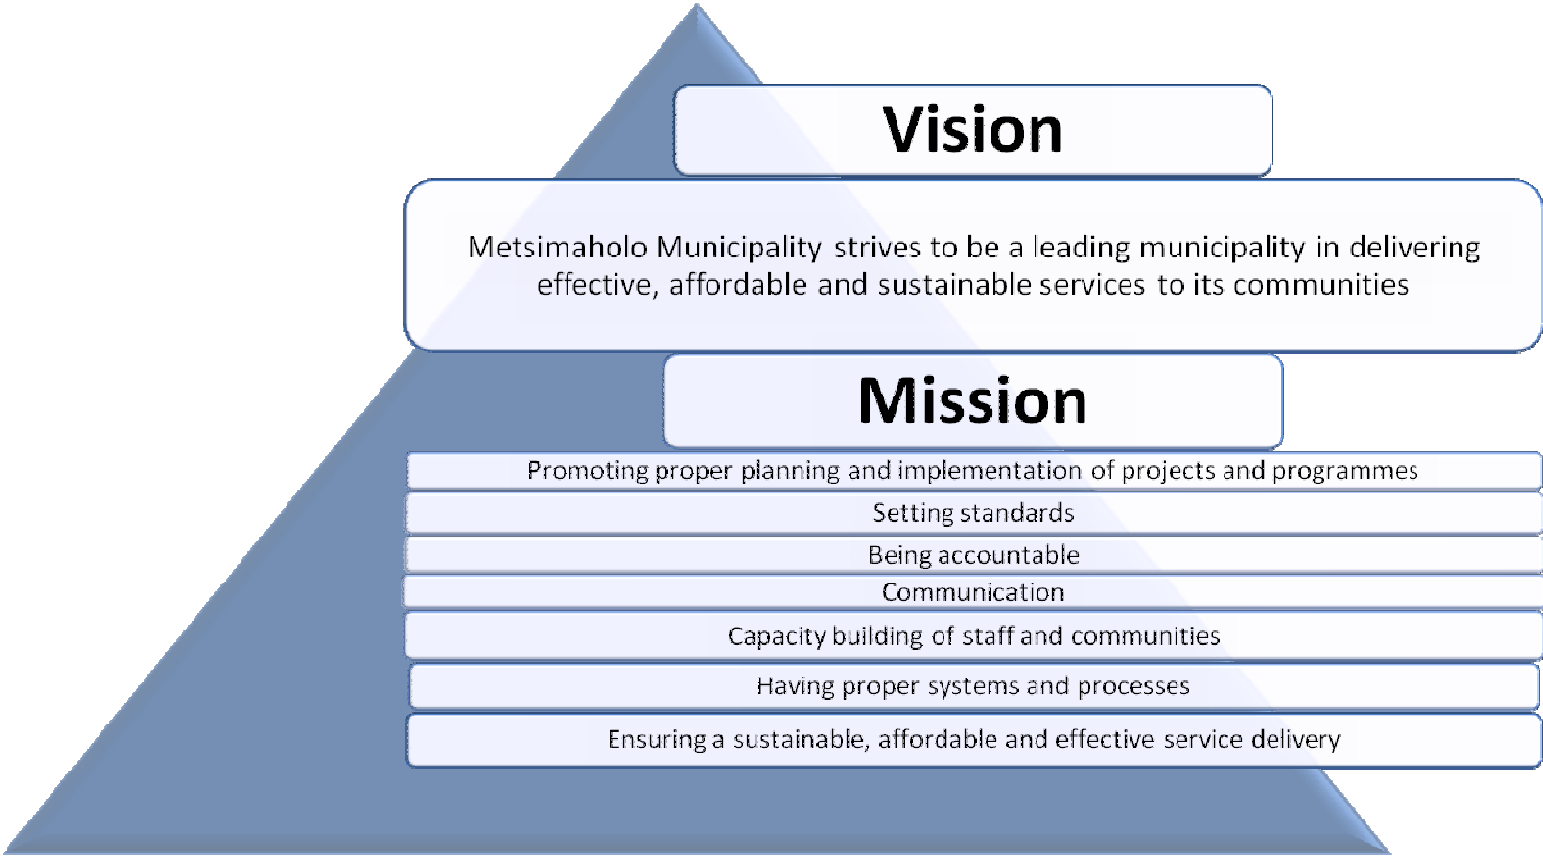 Vision
Metsimaholo Municipality strives to be a leading municipality in delivering
effective, affordable and sustainable services to its communities
Mission
Promoting proper planning and implementation of projects and programmes
Setting standards
Being accountable
Communication
Capacity building of staff and communities
Having proper systems and processes
Ensuring a sustainable, affordable and effective service delivery